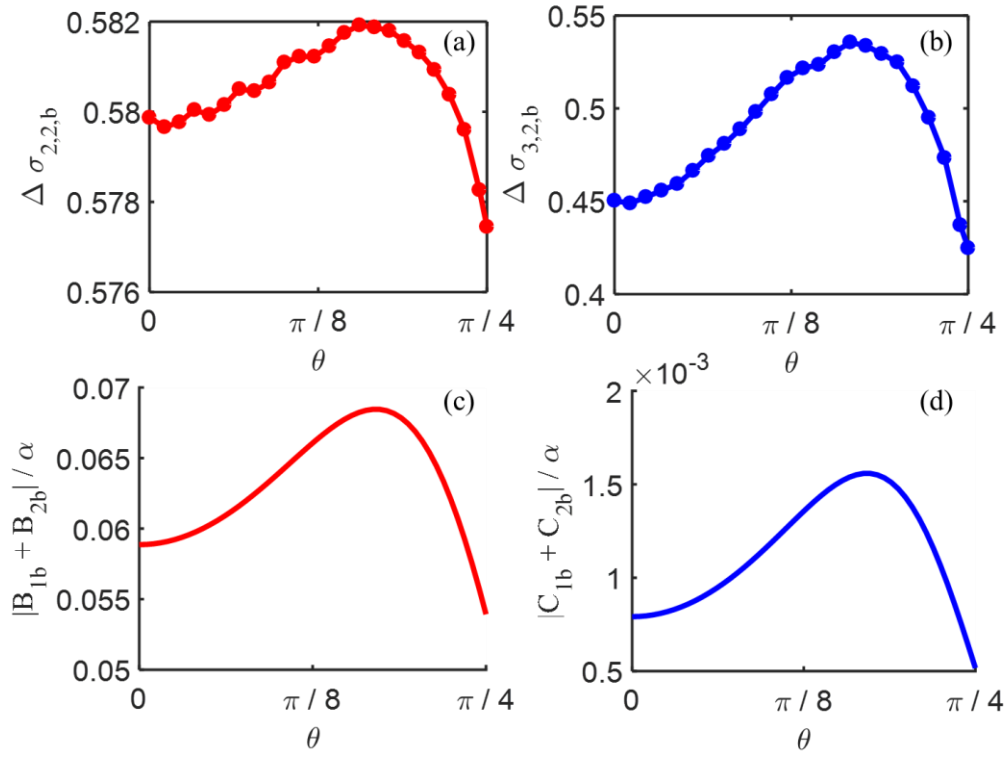 (a)
0.582
0.58
0.578
0.576
Δ σ2,2,b
0
π / 8
π / 4
θ
(b)
0.55
0.5
0.45
0.4
Δ σ3,2,b
0
π / 8
π / 4
θ
(c)
0.07
0.065
0.06
0.055
0.05
|B1b + B2b| / α
0
π / 8
π / 4
θ
(d)
×10-3
2
1.5
1
0.5
|C1b + C2b| / α
0
π / 8
π / 4
θ